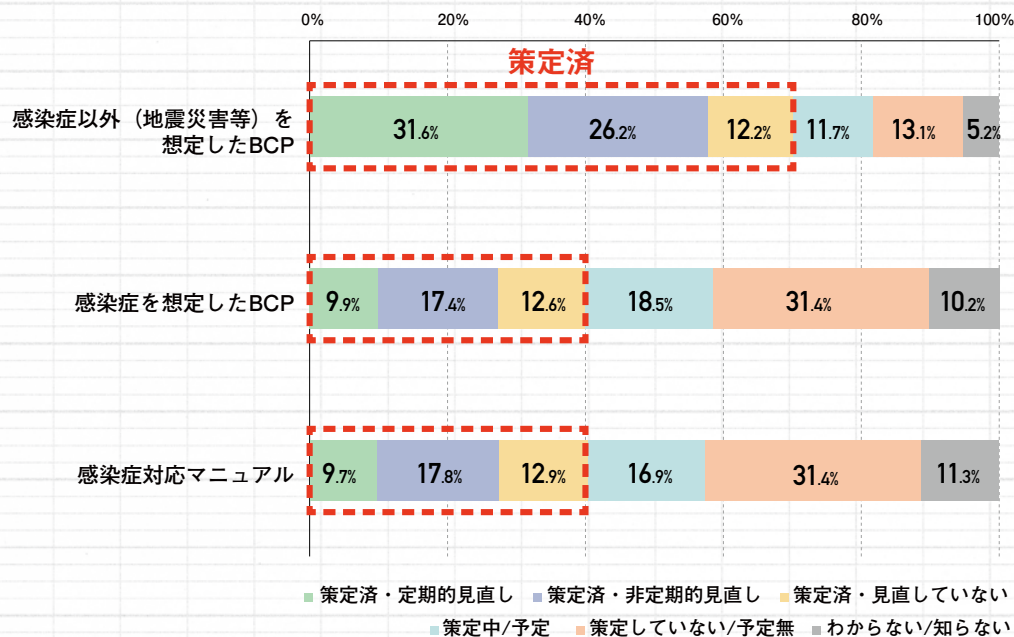 0% 20% 40% 60% 80% 100%
策定済
感染症以外（地震災害等）を
想定したBCP
31.6% 26.2% 12.2% 11.7% 13.1% 5.2%
感染症を想定したBCP
9.9% 17.4% 12.6% 18.5% 31.4% 10.2%
感染症対応マニュアル
9.7% 17.8% 12.9% 16.9% 31.4% 11.3%
策定済・定期的見直し 策定済・非定期的見直し 策定済・見直していない
策定中/予定 策定していない/予定無 わからない/知らない